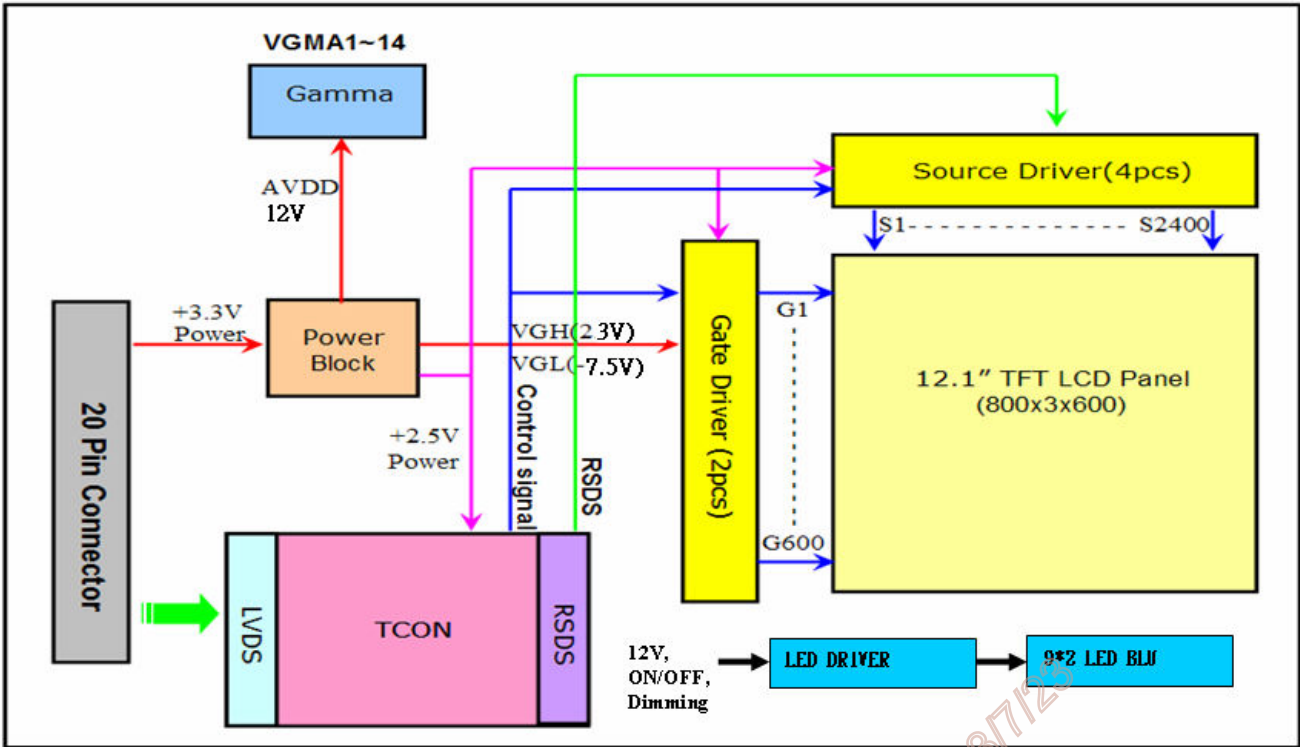 VGMA1~14
Gamma
AVDD
12V
Source Driver(4pcs)
S1
S2400
+3.3V
Power
Power
Block
VGH(23V)
VGL(-7.5V)
Gate Driver (2pcs)
G1
G600
12.1” TFT LCD Panel
(800x3x600)
20 Pin Connector
+2.5V
Power
Control signal
RSDS
LVDS
TCON
RSDS
12V,
ON/OFF,
Dimming
LED DRIVER
9*2 LED BLU